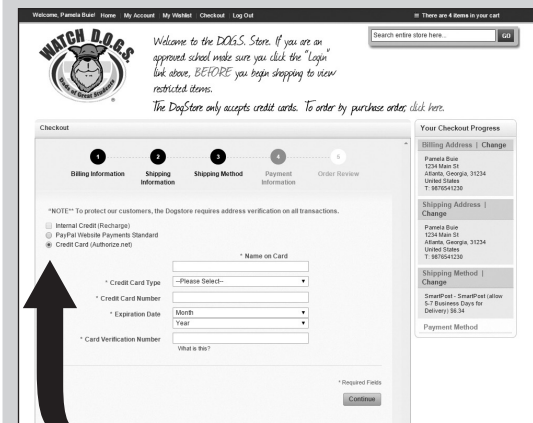 Welcome, Pamela Buie! Home My Account My Wishlist Checkout Log Out
There are 4 items in your cart
WATCH D.O.G.S.
Dads of Great Students
Welcome to the D.O.G.S. Store. If you are an
approved school make sure you click the "Login"
link above, BEFORE you begin shopping to view
restricted items.
The DogStore only accepts credit cards. To order by purchase order, click here.
Search entire store here... GO
Checkout
1 2 3 4 5
Billing Information Shipping Information Shipping Method Payment Information Order Review
^NOTE^^ To protect our customers, the Dogstore requires address verification on all transactions.
Internal Credit (Recharge)
PayPal Website Payments Standard
Credit Card (Authorize.net)
* Name on Card
* Credit Card Type --Please Select--
* Credit Card Number
* Expiration Date Month
Year
* Card Verification Number
What is this?
* Required Fields
Continue
Your Checkout Progress
Billing Address | Change
Pamela Buie
1234 Main St
Atlanta, Georgia, 31234
United States
T: 9876541230
Shipping Address |
Change
Pamela Buie
1234 Main St
Atlanta, Georgia, 31234
United States
T: 9876541230
Shipping Method |
Change
SmartPost - SmartPost (allow
5-7 Business Days for
Delivery) $6.34
Payment Method